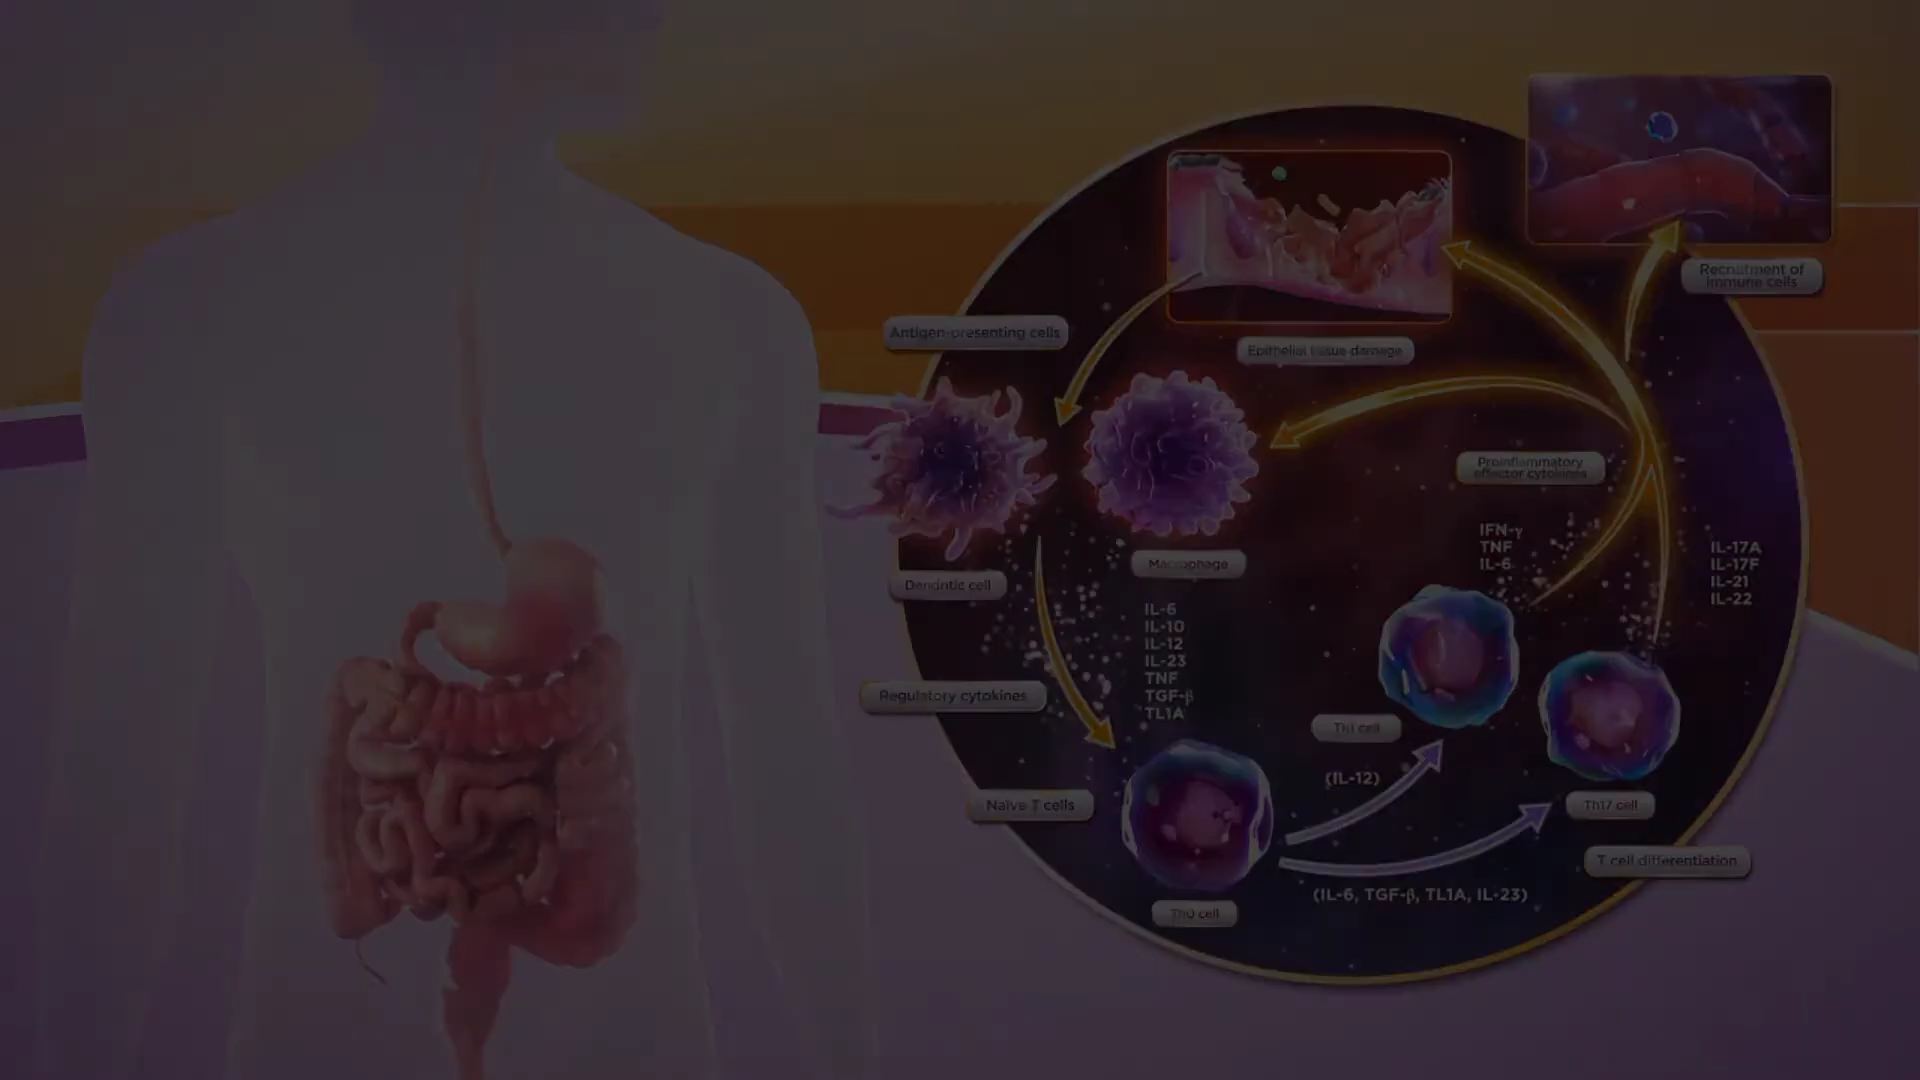 Recruitment of
immune cells
Antigen-presenting cells
Epithelial tissue damage
Proinflammatory
effector cytokines
IFN-γ
TNF
IL-6
IL-17A
IL-17F
IL-21
IL-22
Macrophage
Dendritic cell
IL-6
IL-10
IL-12
IL-23
TNF
TGF-β
TL1A
Regulatory cytokines
Th1 cell
(IL-12)
Naïve T cells
Th17 cell
T cell differentiation
(IL-6, TGF-β, TL1A, IL-23)
Th0 cell